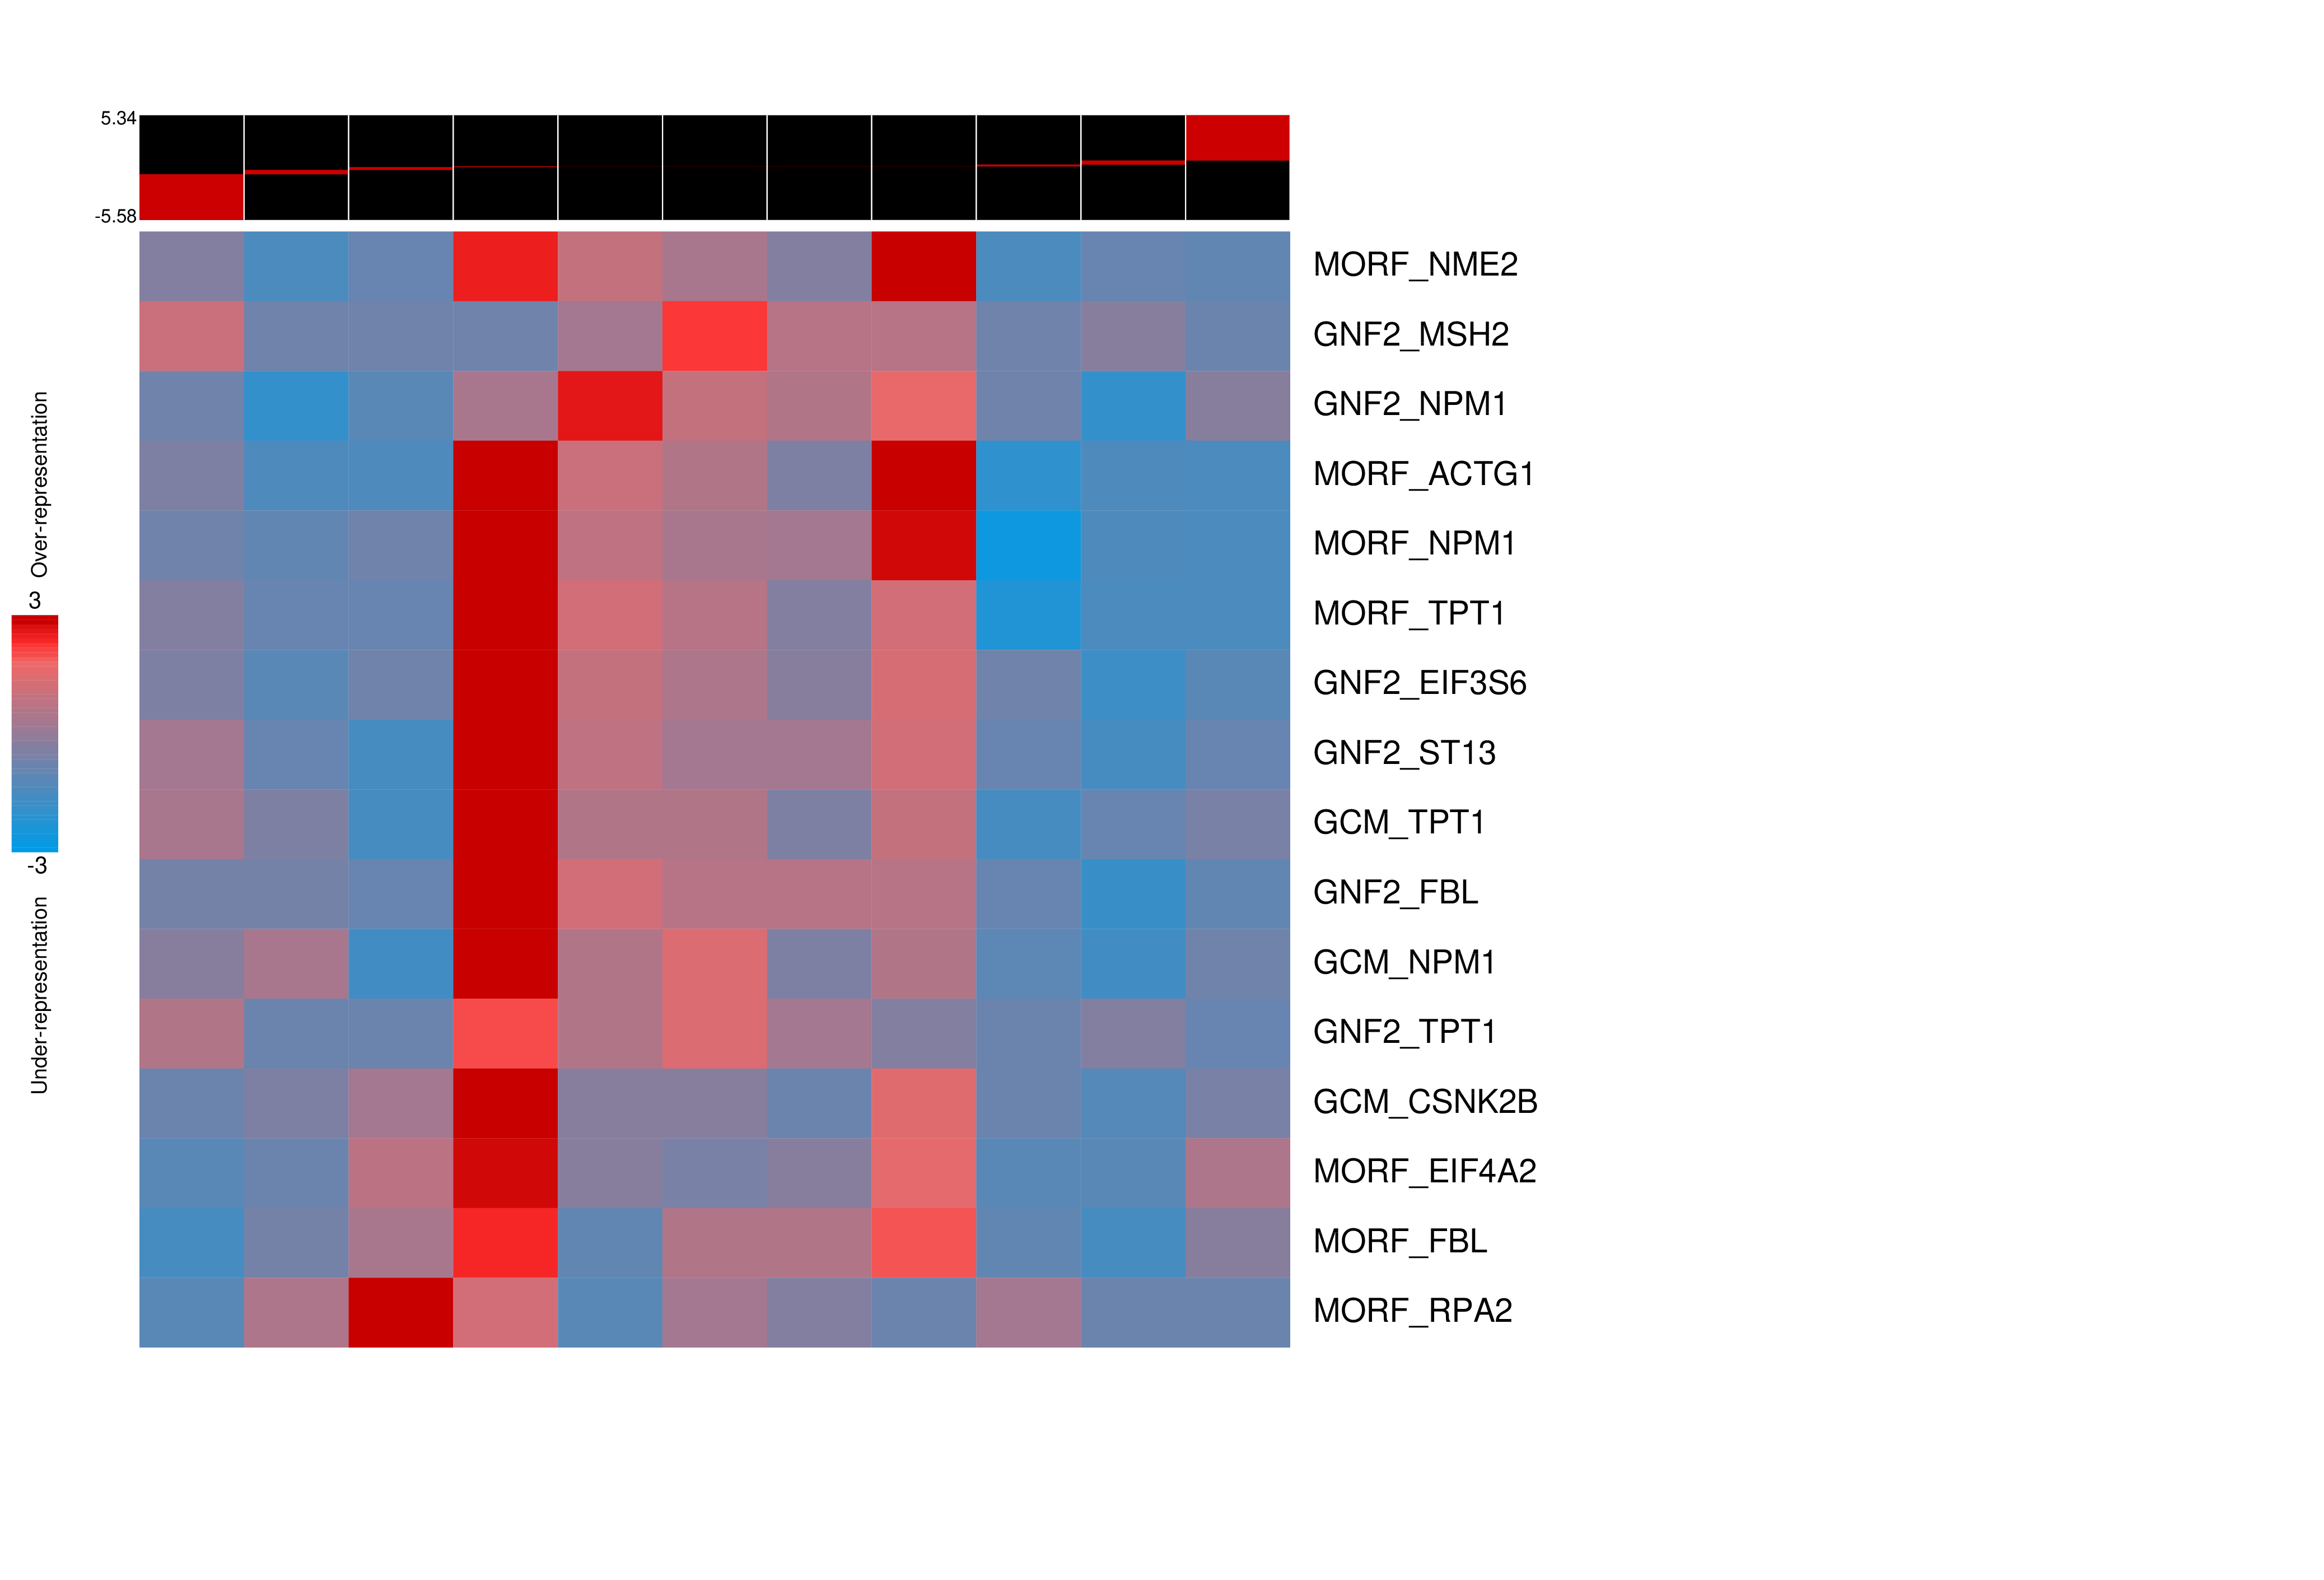 5.34
-5.58
MORF_NME2
GNF2_MSH2
GNF2_NPM1
MORF_ACTG1
MORF_NPM1
MORF_TPT1
GNF2_EIF3S6
GNF2_ST13
GCM_TPT1
GNF2_FBL
GCM_NPM1
GNF2_TPT1
GCM_CSNK2B
MORF_EIF4A2
MORF_FBL
MORF_RPA2
Over-representation
3
-3
Under-representation